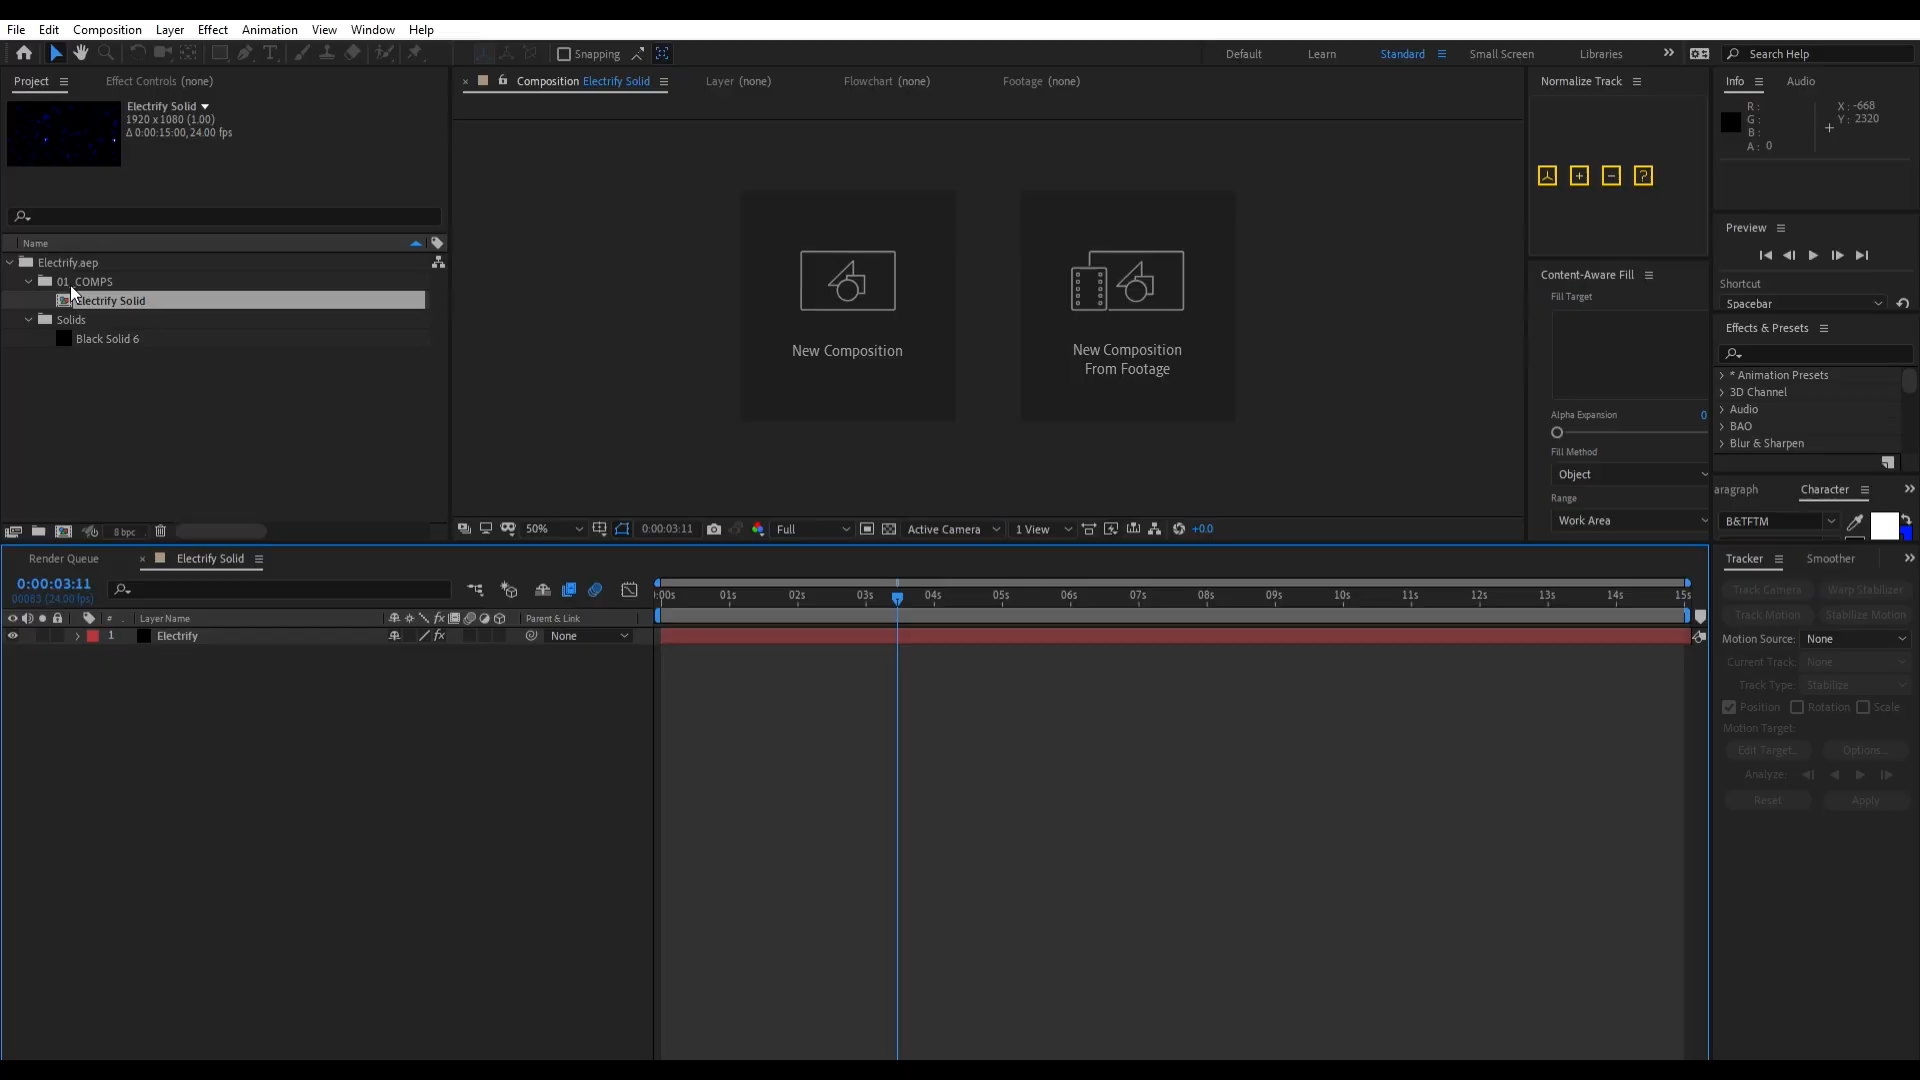 File Edit Composition Layer Effect Animation View Window Help
Snapping Default Learn Standard Small Screen Libraries Search Help
Project Effect Controls (none)
Electrify Solid
1920 x 1080 (1.00)
Δ 0:00:15:00, 24.00 fps
Name
Electrify.aep
01_COMPS
Electrify Solid
Solids
Black Solid 6
8 bpc
Composition Electrify Solid Layer (none) Flowchart (none) Footage (none)
New Composition
New Composition
From Footage
50% 0:00:03:11 Full Active Camera 1 View +0.0
Normalize Track
Content-Aware Fill
Fill Target
Alpha Expansion 0
Fill Method
Object
Range
Work Area
Info Audio
R :
G :
B :
A : 0
X : -668
Y : 2320
Preview
Shortcut
Spacebar
Effects & Presets
* Animation Presets
3D Channel
Audio
BAO
Blur & Sharpen
aragraph Character
B&TFTM
Render Queue Electrify Solid
0:00:03:11
00083 (24.00 fps)
:00s 01s 02s 03s 04s 05s 06s 07s 08s 09s 10s 11s 12s 13s 14s 15s
# Layer Name Parent & Link
1 Electrify None
Tracker Smoother
Track Camera Warp Stabilizer
Track Motion Stabilize Motion
Motion Source: None
Current Track: None
Track Type: Stabilize
Position Rotation Scale
Motion Target:
Edit Target... Options...
Analyze:
Reset Apply